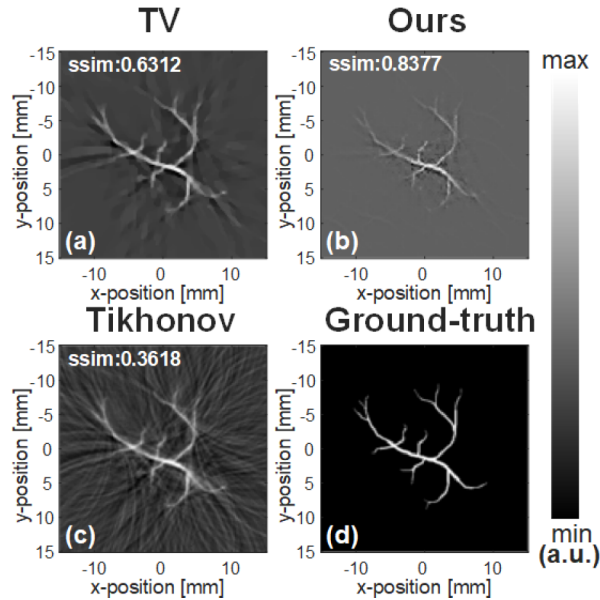 TV
Ours
-15
-10
-5
0
5
10
15
y-position [mm]
ssim:0.6312
(a)
-10 0 10
x-position [mm]
-15
-10
-5
0
5
10
15
y-position [mm]
ssim:0.8377
(b)
-10 0 10
x-position [mm]
max
min
(a.u.)
Tikhonov
Ground-truth
-15
-10
-5
0
5
10
15
y-position [mm]
ssim:0.3618
(c)
-10 0 10
x-position [mm]
-15
-10
-5
0
5
10
15
y-position [mm]
(d)
-10 0 10
x-position [mm]